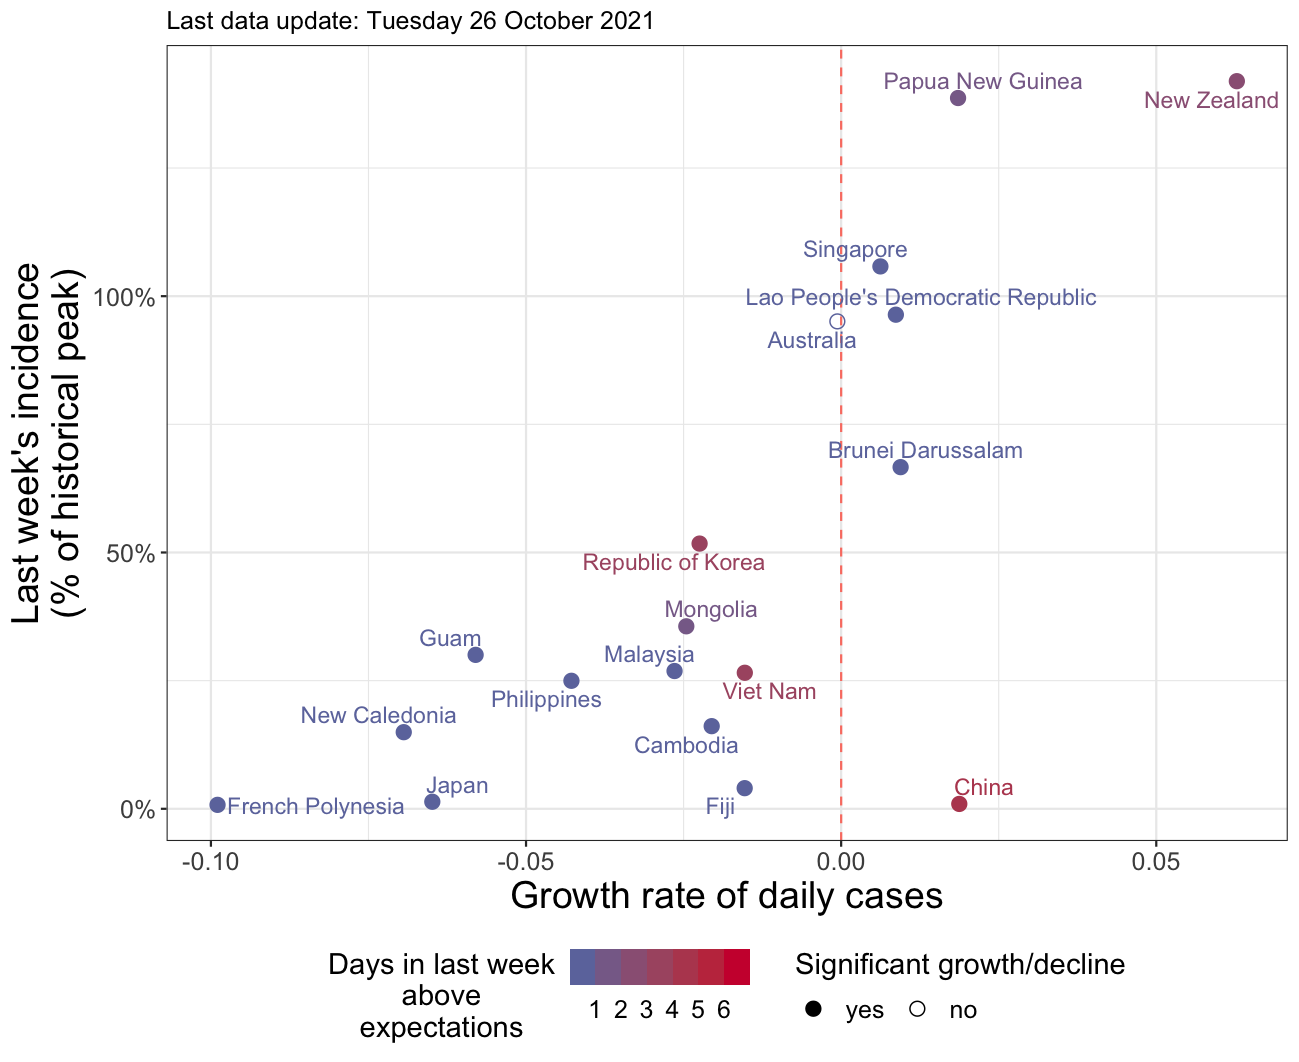 Last data update: Tuesday 26 October 2021
Papua New Guinea
New Zealand
Singapore
Lao People's Democratic Republic
Australia
Brunei Darussalam
Republic of Korea
Mongolia
Guam
Malaysia
Viet Nam
Philippines
New Caledonia
Cambodia
Japan
French Polynesia
Fiji
China
Last week's incidence
(% of historical peak)
100%
50%
0%
-0.10 -0.05 0.00 0.05
Growth rate of daily cases
Days in last week
above
expectations
1 2 3 4 5 6
Significant growth/decline
yes no